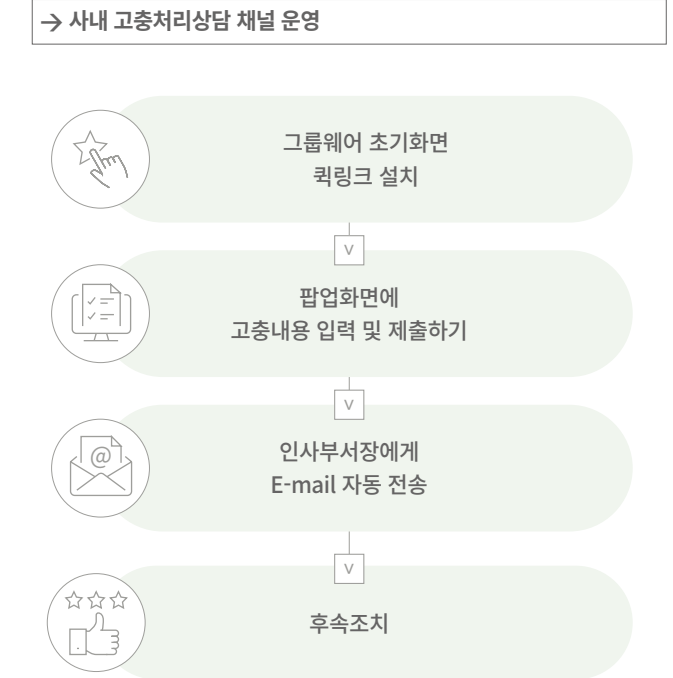 → 사내 고충처리상담 채널 운영
그룹웨어 초기화면
퀵링크 설치
V
팝업화면에
고충내용 입력 및 제출하기
V
@
인사부서장에게
E-mail 자동 전송
V
후속조치